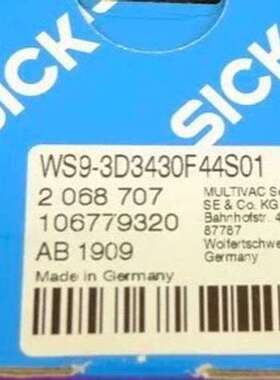 SICK
SICK
WS9-3D3430F44S01
2 068 707
106779320
AB 1909
Made in Germany
MULTIVAC
SE & Co. KG
Bahnhofstr. 4
87787
Wolfertschwe
Germany